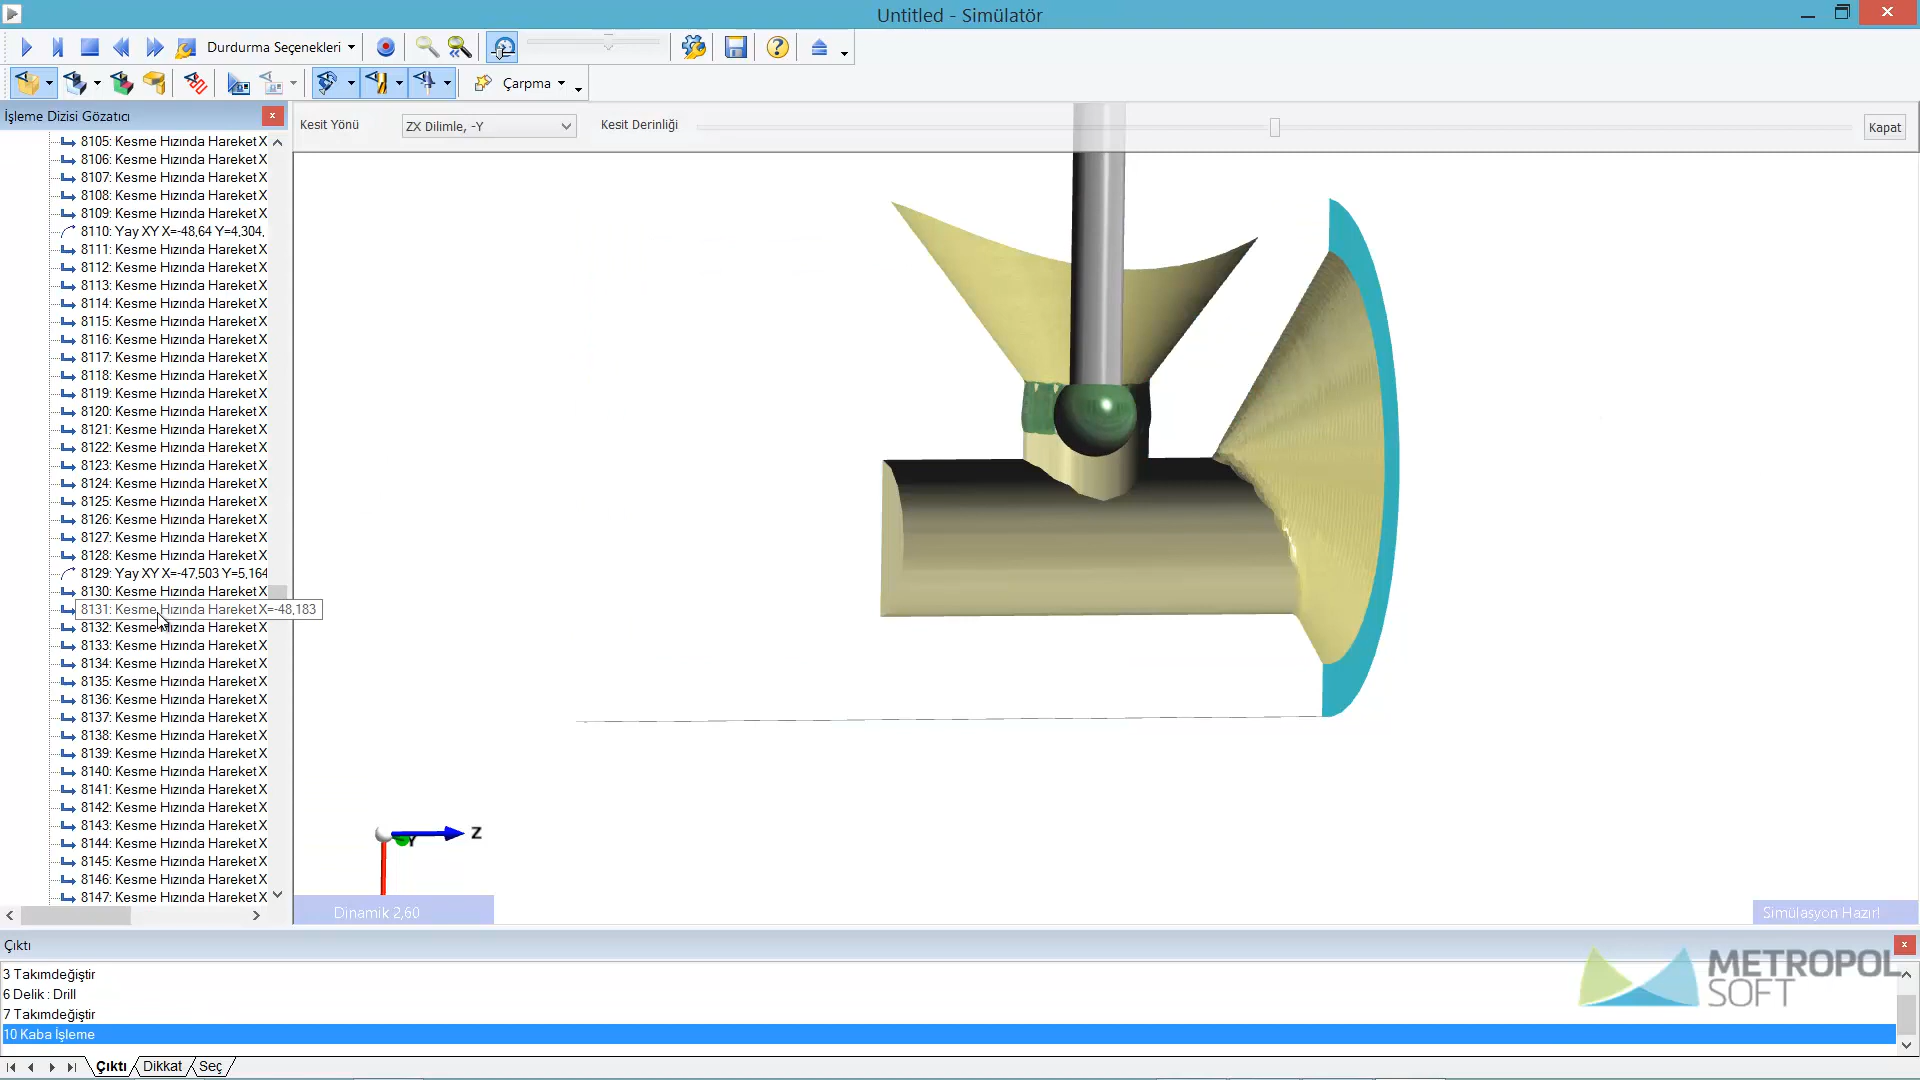 Untitled - Simülatör
Durdurma Seçenekleri
Çarpma
İşleme Dizisi Gözatıcı
Kesit Yönü
ZX Dilimle, -Y
Kesit Derinliği
Kapat
8105: Kesme Hızında Hareket X
8106: Kesme Hızında Hareket X
8107: Kesme Hızında Hareket X
8108: Kesme Hızında Hareket X
8109: Kesme Hızında Hareket X
8110: Yay XY X=-48,64 Y=4,304,
8111: Kesme Hızında Hareket X
8112: Kesme Hızında Hareket X
8113: Kesme Hızında Hareket X
8114: Kesme Hızında Hareket X
8115: Kesme Hızında Hareket X
8116: Kesme Hızında Hareket X
8117: Kesme Hızında Hareket X
8118: Kesme Hızında Hareket X
8119: Kesme Hızında Hareket X
8120: Kesme Hızında Hareket X
8121: Kesme Hızında Hareket X
8122: Kesme Hızında Hareket X
8123: Kesme Hızında Hareket X
8124: Kesme Hızında Hareket X
8125: Kesme Hızında Hareket X
8126: Kesme Hızında Hareket X
8127: Kesme Hızında Hareket X
8128: Kesme Hızında Hareket X
8129: Yay XY X=-47,503 Y=5,164
8130: Kesme Hızında Hareket X
8131: Kesme Hızında Hareket X=-48,183
8132: Kesme Hızında Hareket X
8133: Kesme Hızında Hareket X
8134: Kesme Hızında Hareket X
8135: Kesme Hızında Hareket X
8136: Kesme Hızında Hareket X
8137: Kesme Hızında Hareket X
8138: Kesme Hızında Hareket X
8139: Kesme Hızında Hareket X
8140: Kesme Hızında Hareket X
8141: Kesme Hızında Hareket X
8142: Kesme Hızında Hareket X
8143: Kesme Hızında Hareket X
8144: Kesme Hızında Hareket X
8145: Kesme Hızında Hareket X
8146: Kesme Hızında Hareket X
8147: Kesme Hızında Hareket X
Z
Y
Dinamik 2,60
Simülasyon Hazır!
Çıktı
3 Takımdeğiştir
6 Delik : Drill
7 Takımdeğiştir
10 Kaba İşleme
METROPOL
SOFT
Çıktı
Dikkat
Seç